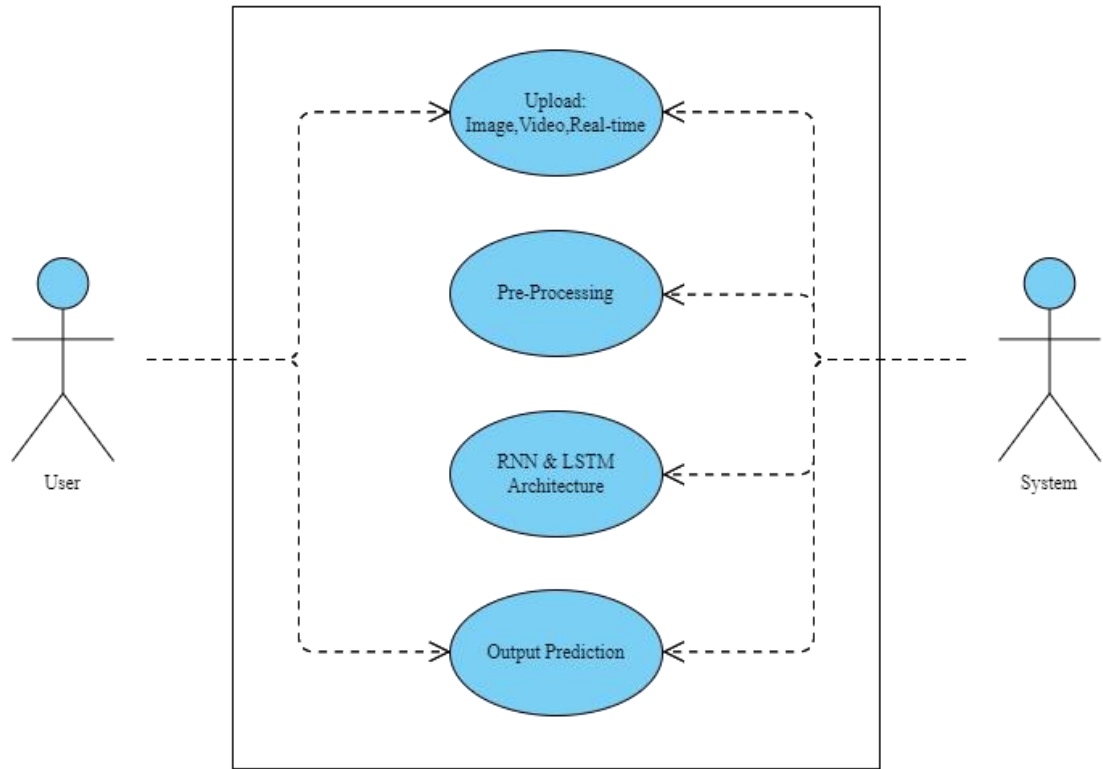 Upload:
Image,Video,Real-time
Pre-Processing
User
RNN & LSTM
Architecture
System
Output Prediction